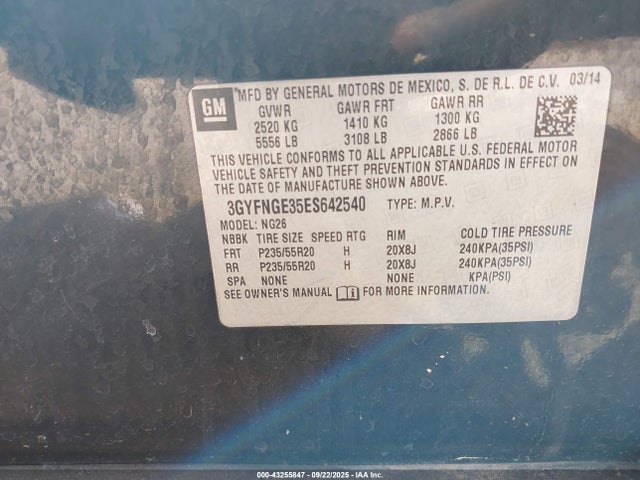 GM
MFD BY GENERAL MOTORS DE MEXICO, S. DE R.L. DE C.V. 03/14
GVWR GAWR FRT GAWR RR
2520 KG 1410 KG 1300 KG
5556 LB 3108 LB 2866 LB
THIS VEHICLE CONFORMS TO ALL APPLICABLE U.S. FEDERAL MOTOR
VEHICLE SAFETY AND THEFT PREVENTION STANDARDS IN EFFECT ON
THE DATE OF MANUFACTURE SHOWN ABOVE.
3GYFNGE35ES642540 TYPE: M.P.V.
MODEL: NG26
NBBK TIRE SIZE SPEED RTG RIM COLD TIRE PRESSURE
FRT P235/55R20 H 20X8J 240KPA(35PSI)
RR P235/55R20 H 20X8J 240KPA(35PSI)
SPA NONE NONE KPA(PSI)
SEE OWNER'S MANUAL FOR MORE INFORMATION.
000-43255847 - 09/22/2025 - IAA Inc.